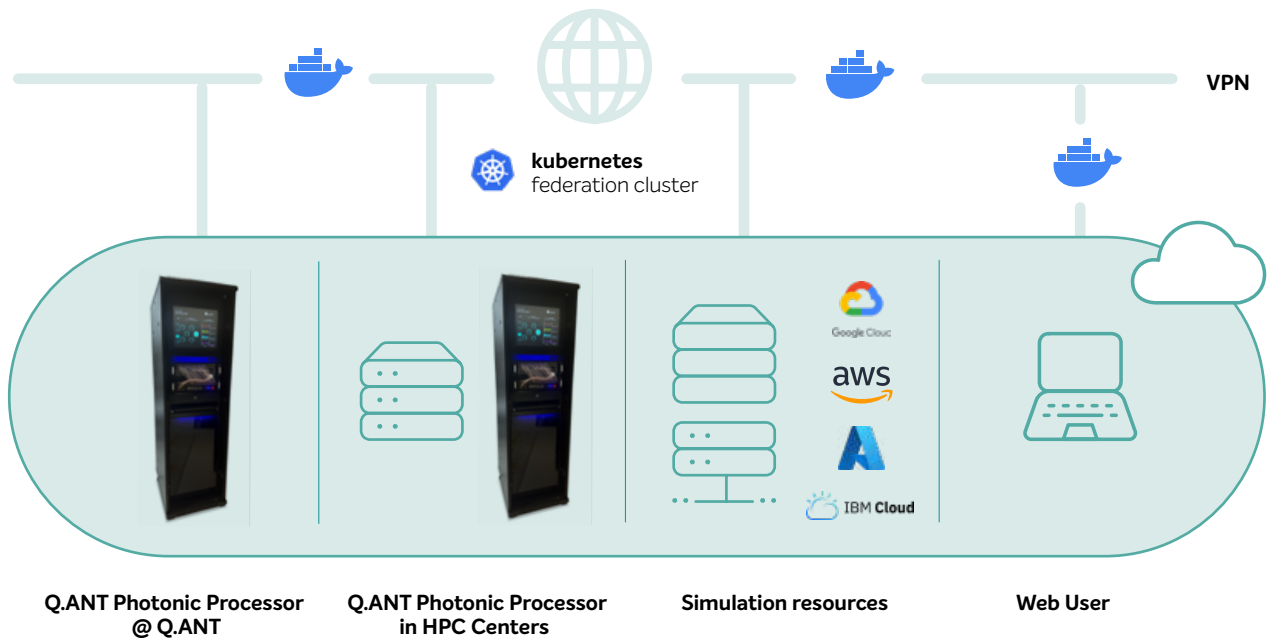 VPN
kubernetes
federation cluster
Google Cloud
aws
IBM Cloud
Q.ANT Photonic Processor
@ Q.ANT
Q.ANT Photonic Processor
in HPC Centers
Simulation resources
Web User